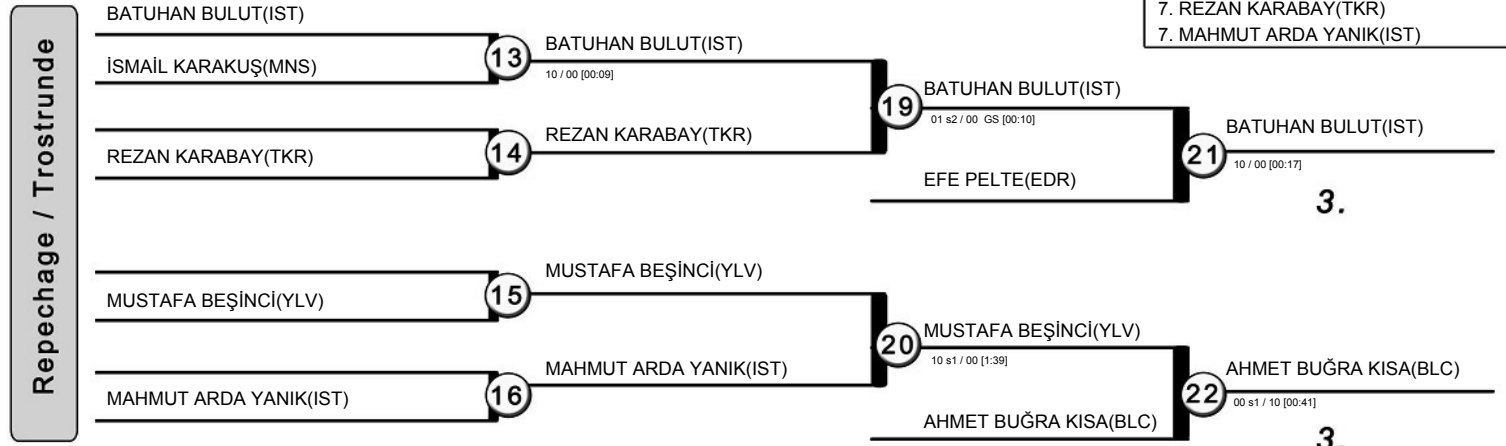 7. REZAN KARABAY(TKR)
7. MAHMUT ARDA YANIK(IST)
Repechage / Trostrunde
BATUHAN BULUT(IST)
İSMAİL KARAKUŞ(MNS)
13
BATUHAN BULUT(IST)
10 / 00 [00:09]
REZAN KARABAY(TKR)
14
REZAN KARABAY(TKR)
19
BATUHAN BULUT(IST)
01 s2 / 00 GS [00:10]
EFE PELTE(EDR)
21
BATUHAN BULUT(IST)
10 / 00 [00:17]
3.
MUSTAFA BEŞİNCİ(YLV)
15
MUSTAFA BEŞİNCİ(YLV)
MAHMUT ARDA YANIK(IST)
16
MAHMUT ARDA YANIK(IST)
20
MUSTAFA BEŞİNCİ(YLV)
10 s1 / 00 [1:39]
AHMET BUĞRA KISA(BLC)
22
AHMET BUĞRA KISA(BLC)
00 s1 / 10 [00:41]
3.